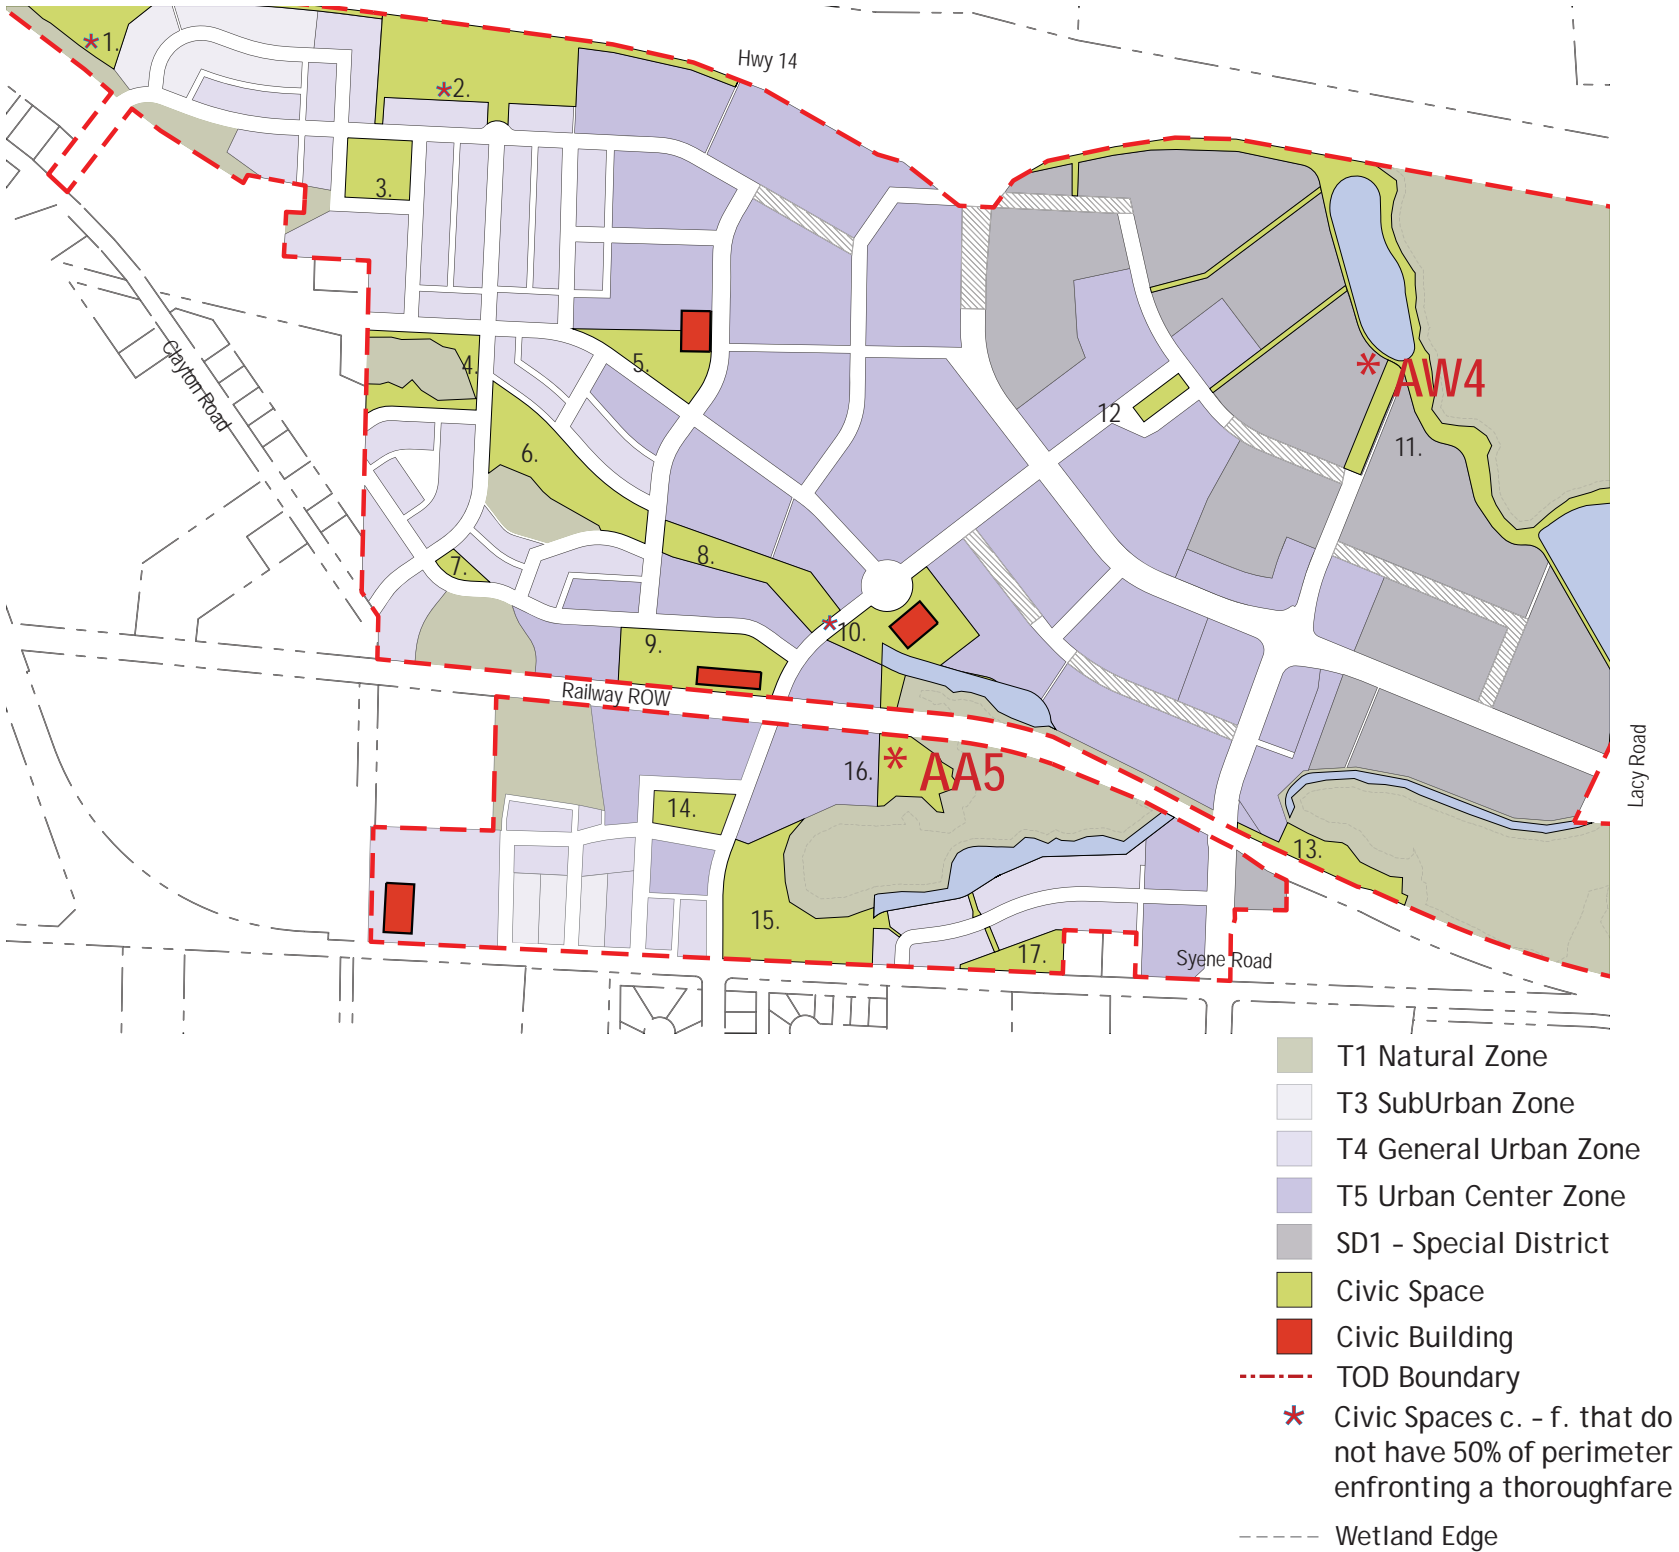 * 1.
Hwy 14
* 2.
3.
4.
5.
Clayton Road
* AW4
12
11.
6.
7.
8.
* 10.
9.
Railway ROW
16.
* AA5
Lacy Road
14.
13.
15.
17.
Syene Road
T1 Natural Zone
T3 SubUrban Zone
T4 General Urban Zone
T5 Urban Center Zone
SD1 - Special District
Civic Space
Civic Building
TOD Boundary
* Civic Spaces c. - f. that do
not have 50% of perimeter
enfronting a thoroughfare
Wetland Edge